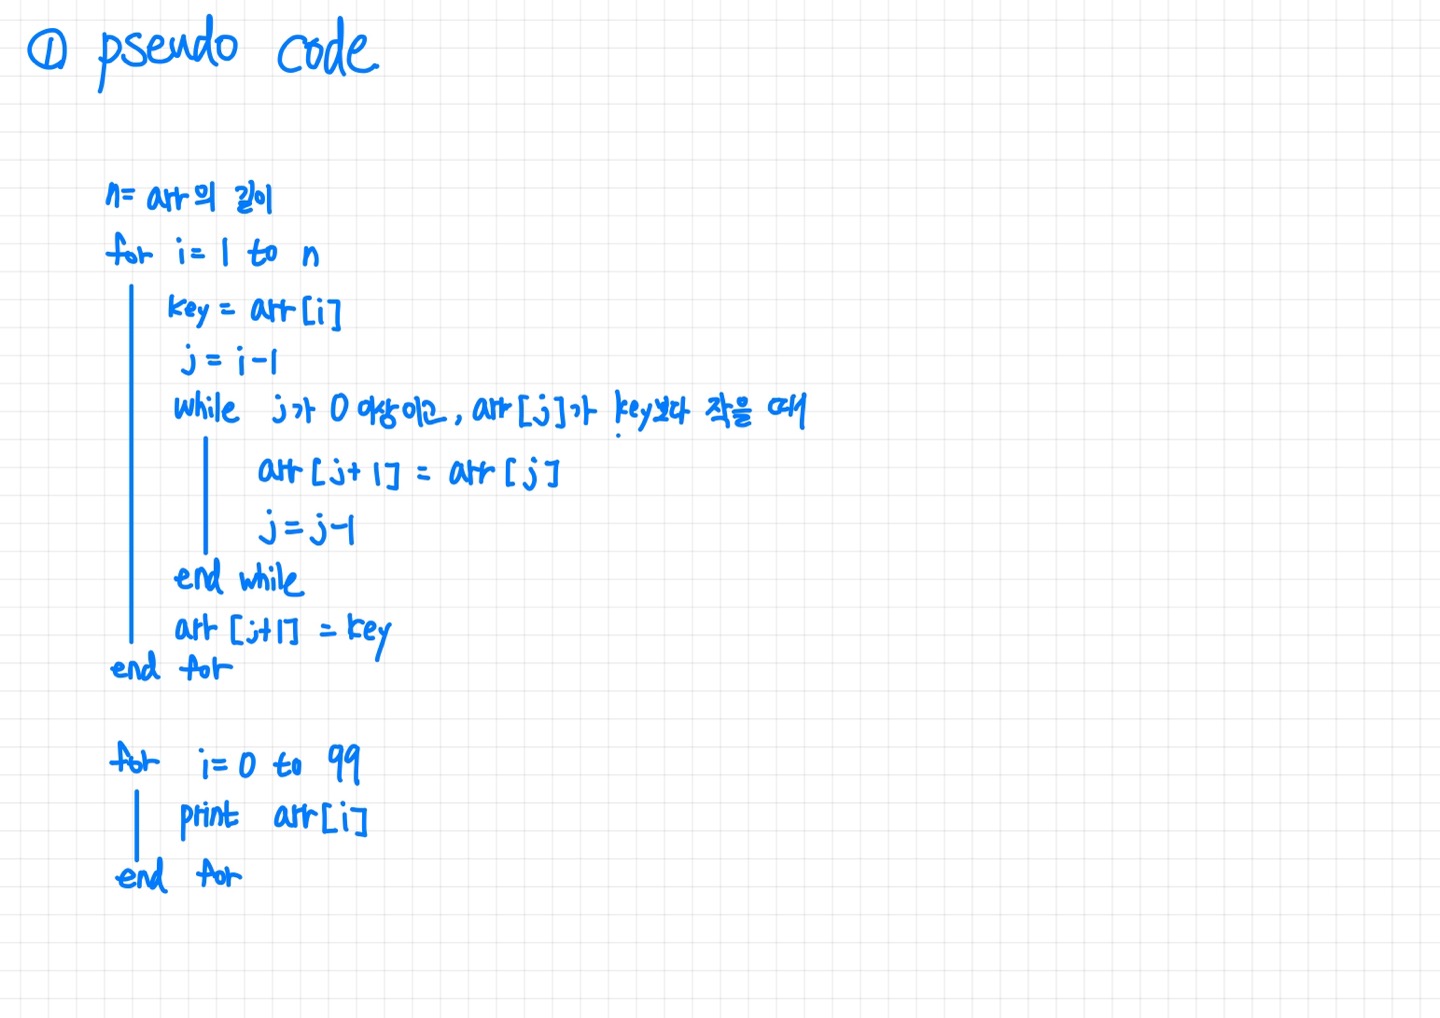 ① pseudo code
n= arr의 길이
for i= 1 to n
key = arr[i]
j = i-1
while j가 0 이상이고, arr[j]가 key보다 작을 때
arr[j+1] = arr[j]
j=j-1
end while
arr[j+1] = key
end for
for i=0 to 99
print arr[i]
end for